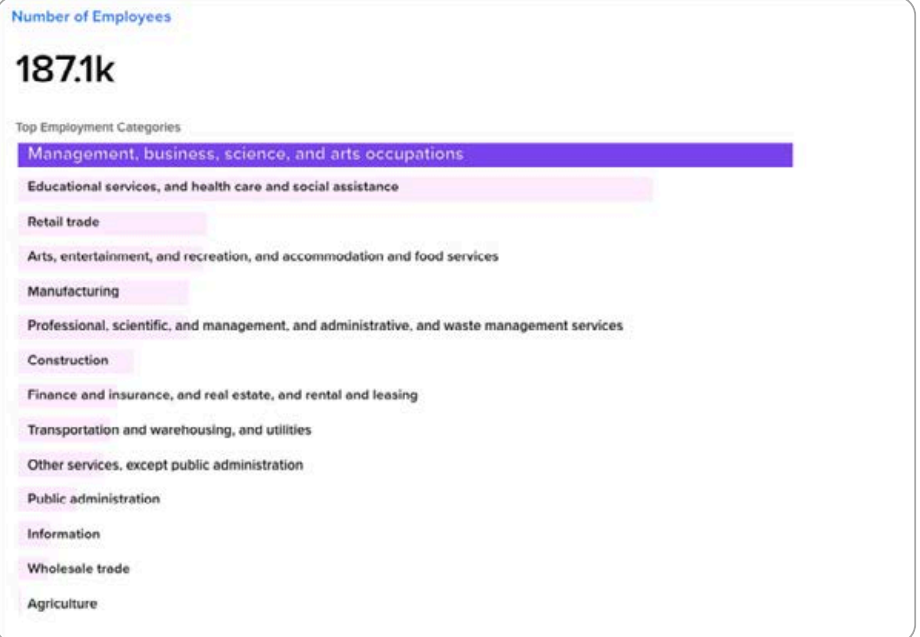 Number of Employees
187.1k
Top Employment Categories
Management, business, science, and arts occupations
Educational services, and health care and social assistance
Retail trade
Arts, entertainment, and recreation, and accommodation and food services
Manufacturing
Professional, scientific, and management, and administrative, and waste management services
Construction
Finance and insurance, and real estate, and rental and leasing
Transportation and warehousing, and utilities
Other services, except public administration
Public administration
Information
Wholesale trade
Agriculture